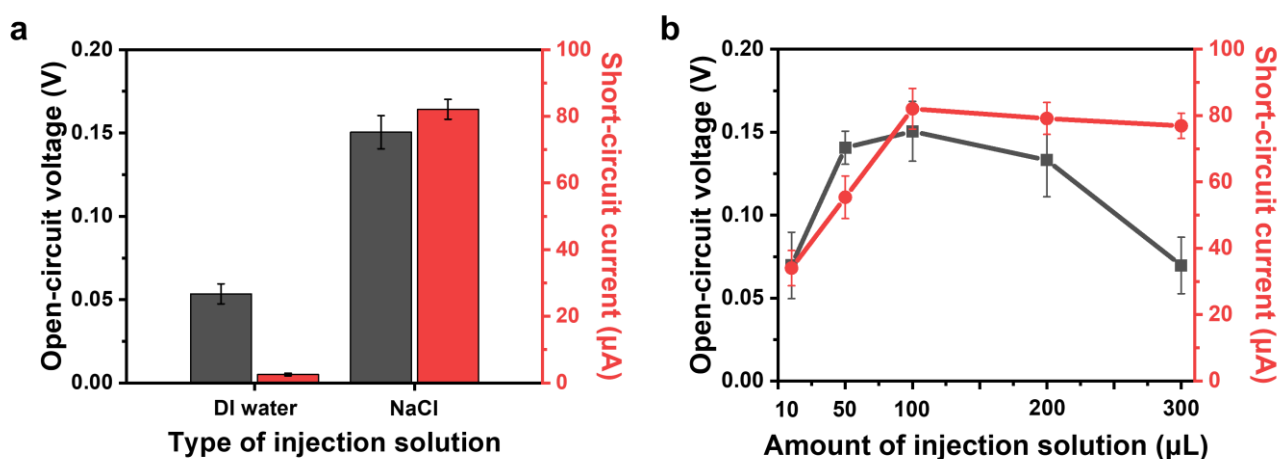 a
Open-circuit voltage (V)
0.20
0.15
0.10
0.05
0.00
100
80
60
40
20
0
Short-circuit current (µA)
DI water NaCl
Type of injection solution
b
Open-circuit voltage (V)
0.20
0.15
0.10
0.05
0.00
100
80
60
40
20
0
Short-circuit current (µA)
10 50 100 200 300
Amount of injection solution (µL)